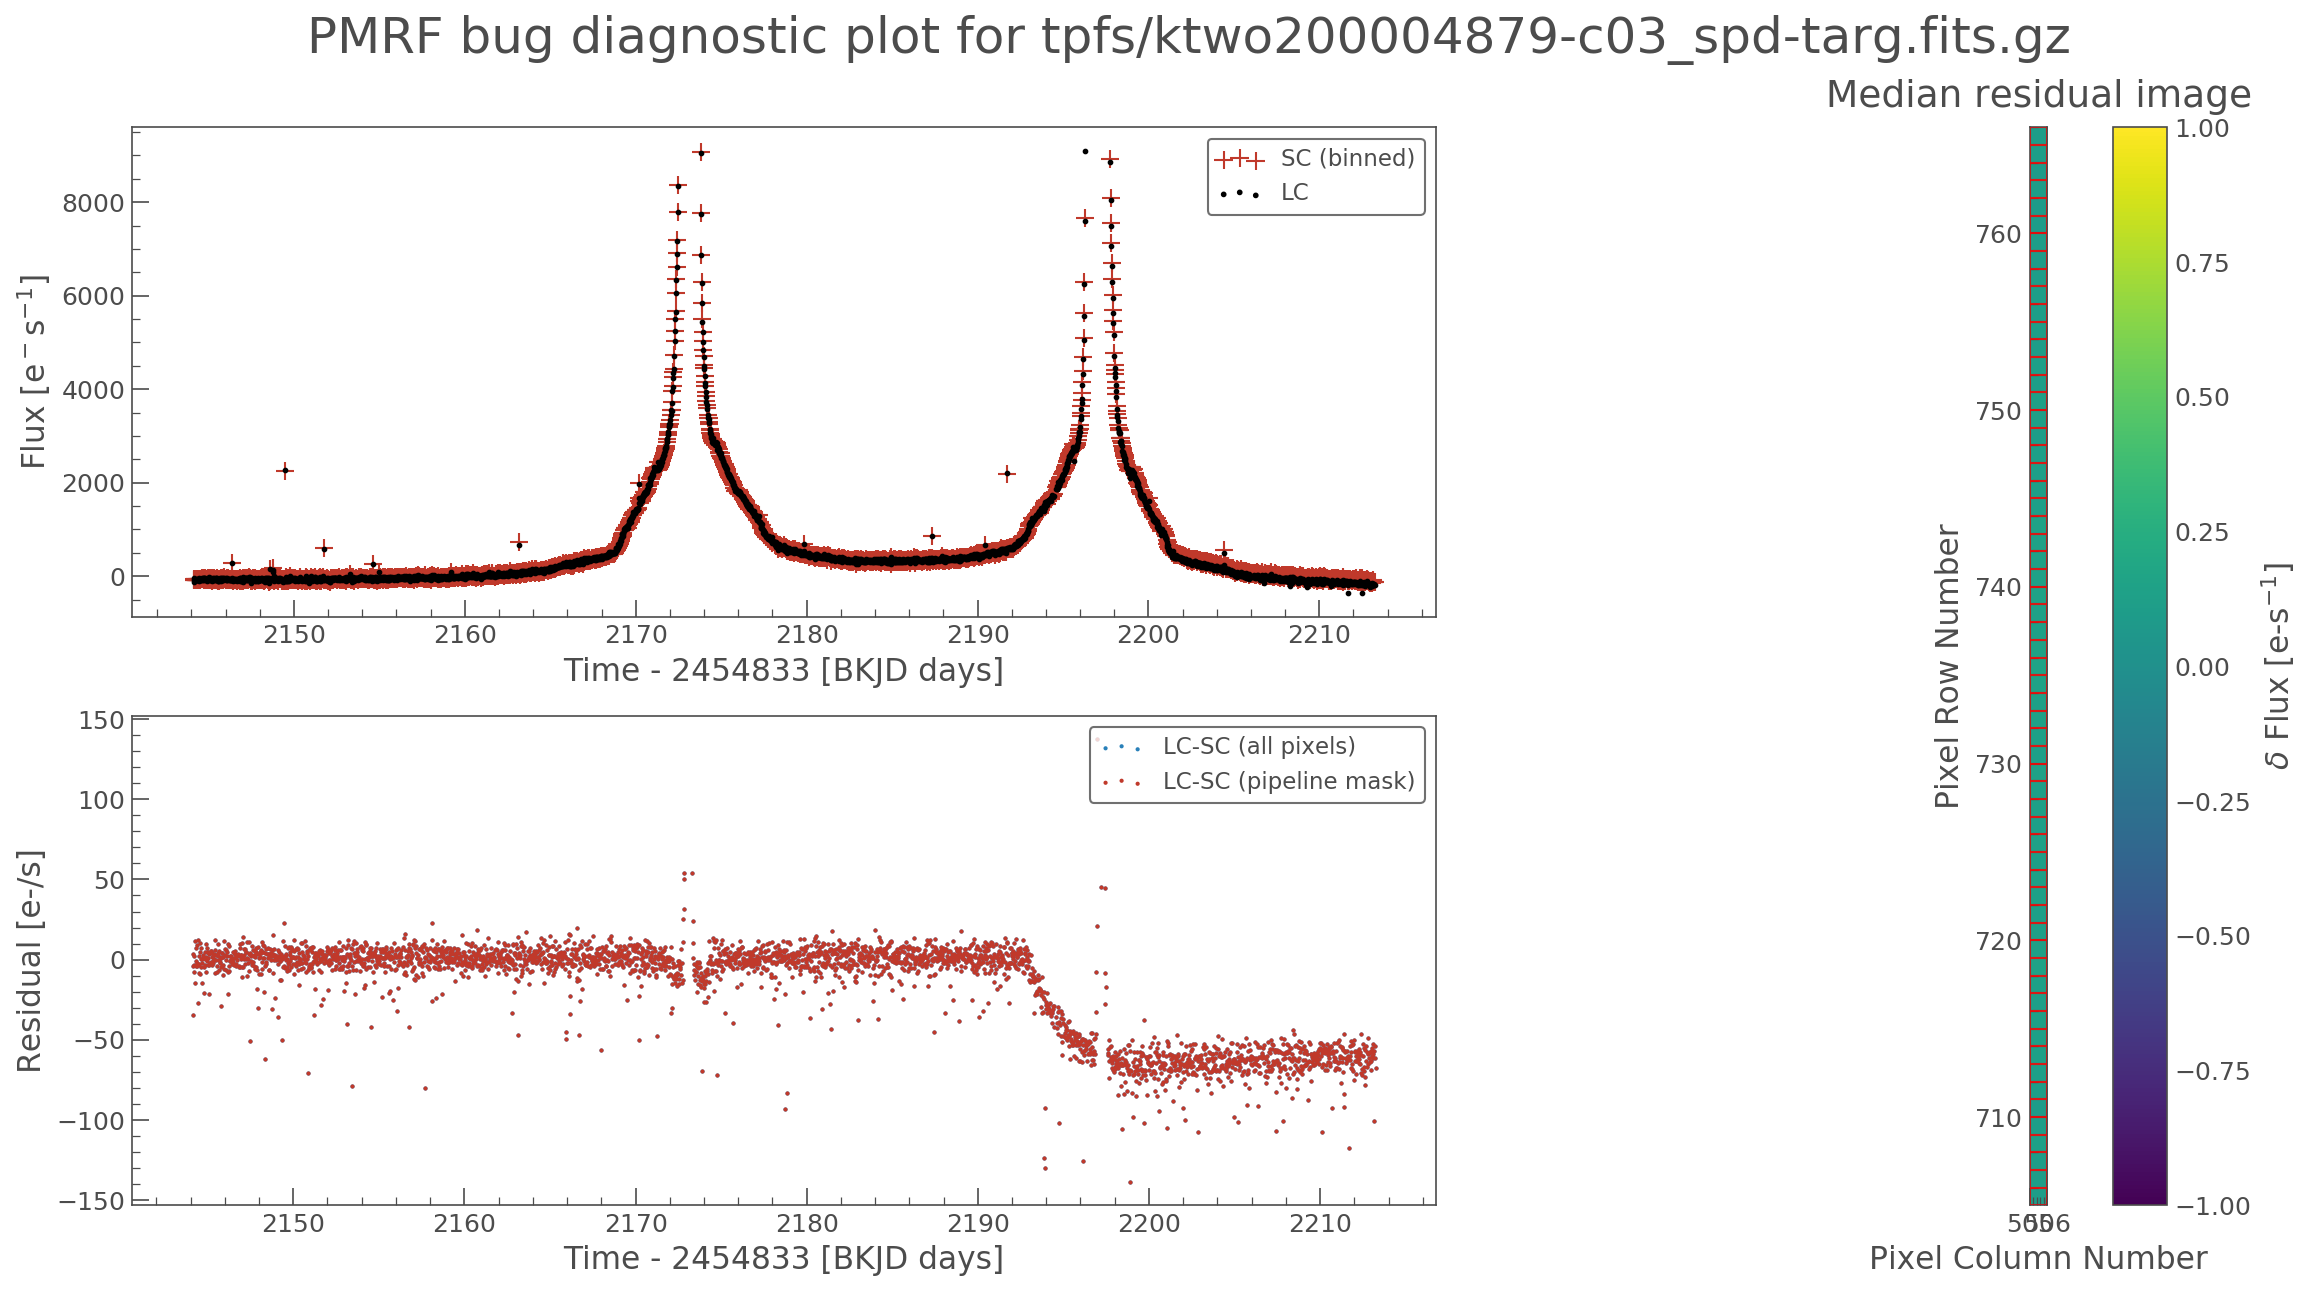 PMRF bug diagnostic plot for tpfs/ktwo200004879-c03_spd-targ.fits.gz
Median residual image
Flux [e⁻ s⁻¹]
8000
6000
4000
2000
0
SC (binned)
LC
2150 2160 2170 2180 2190 2200 2210
Time - 2454833 [BKJD days]
Residual [e-/s]
150
100
50
0
−50
−100
−150
LC-SC (all pixels)
LC-SC (pipeline mask)
2150 2160 2170 2180 2190 2200 2210
Time - 2454833 [BKJD days]
Pixel Row Number
760
750
740
730
720
710
505 506
Pixel Column Number
1.00
0.75
0.50
0.25
0.00
−0.25
−0.50
−0.75
−1.00
δ Flux [e-s⁻¹]